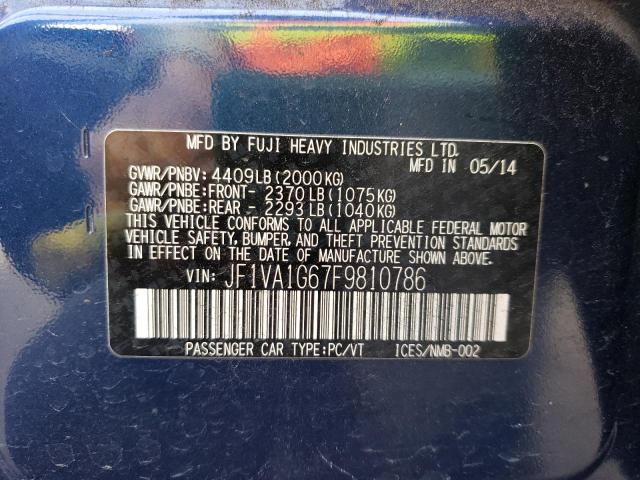 MFD BY FUJI HEAVY INDUSTRIES LTD.
MFD IN 05/14
GVWR/PNBV: 4409LB(2000KG)
GAWR/PNBE:FRONT- 2370LB(1075KG)
GAWR/PNBE:REAR - 2293LB(1040KG)
THIS VEHICLE CONFORMS TO ALL APPLICABLE FEDERAL MOTOR
VEHICLE SAFETY, BUMPER, AND THEFT PREVENTION STANDARDS
IN EFFECT ON THE DATE OF MANUFACTURE SHOWN ABOVE.
VIN: JF1VA1G67F9810786
PASSENGER CAR TYPE:PC/VT ICES/NMB-002